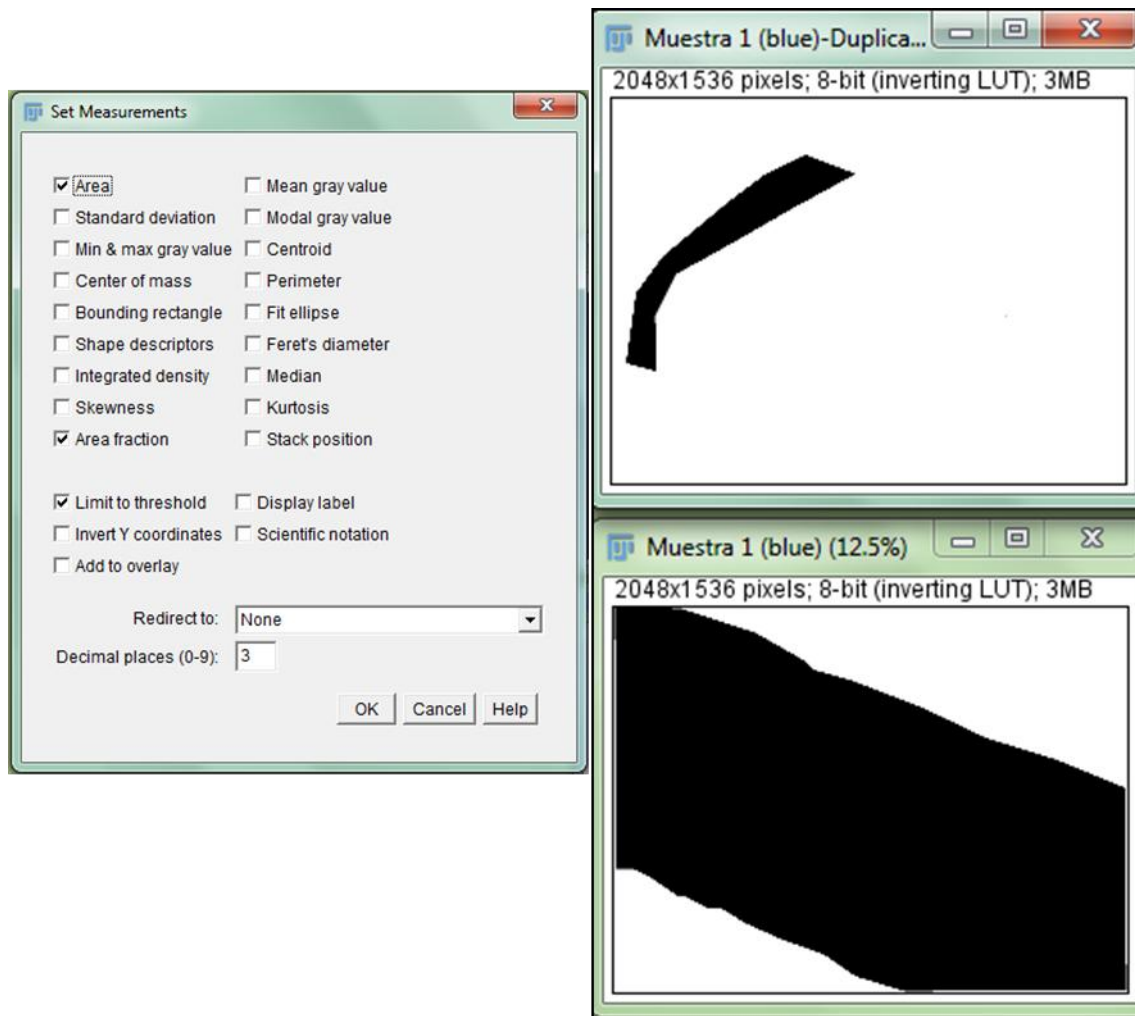 Set Measurements
Area Mean gray value
Standard deviation Modal gray value
Min & max gray value Centroid
Center of mass Perimeter
Bounding rectangle Fit ellipse
Shape descriptors Feret's diameter
Integrated density Median
Skewness Kurtosis
Area fraction Stack position
Limit to threshold Display label
Invert Y coordinates Scientific notation
Add to overlay
Redirect to: None
Decimal places (0-9): 3
OK Cancel Help
Muestra 1 (blue)-Duplica...
2048x1536 pixels; 8-bit (inverting LUT); 3MB
Muestra 1 (blue) (12.5%)
2048x1536 pixels; 8-bit (inverting LUT); 3MB